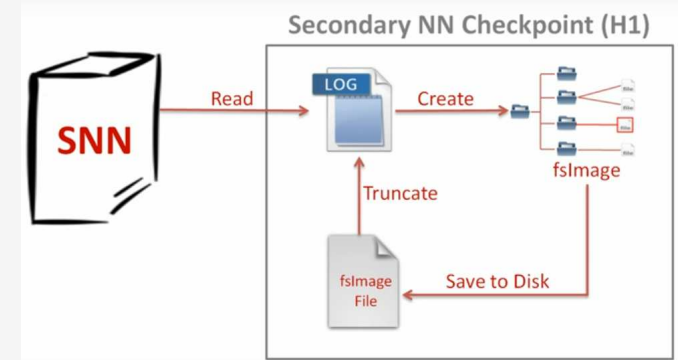 Secondary NN Checkpoint (H1)
SNN
Read
LOG
Create
fsImage
Truncate
fsImage
File
Save to Disk